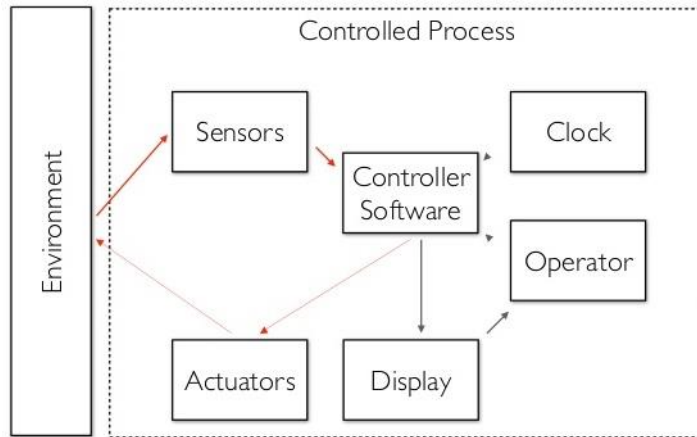 Controlled Process
Environment
Sensors
Clock
Controller
Software
Operator
Actuators
Display